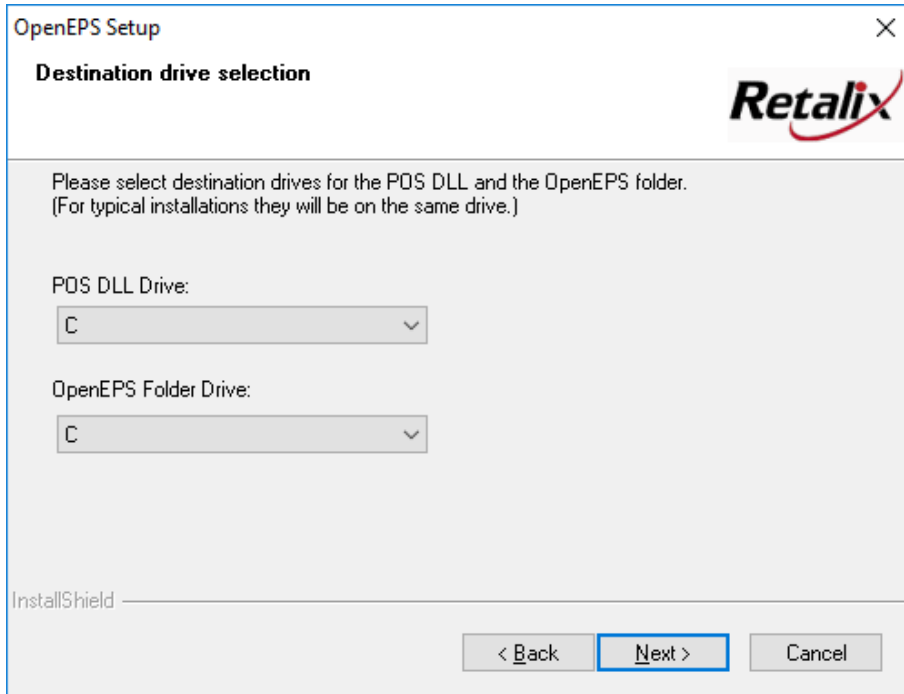 OpenEPS Setup
Destination drive selection
Retalix
Please select destination drives for the POS DLL and the OpenEPS folder.
(For typical installations they will be on the same drive.)
POS DLL Drive:
C
OpenEPS Folder Drive:
C
InstallShield
< Back
Next >
Cancel